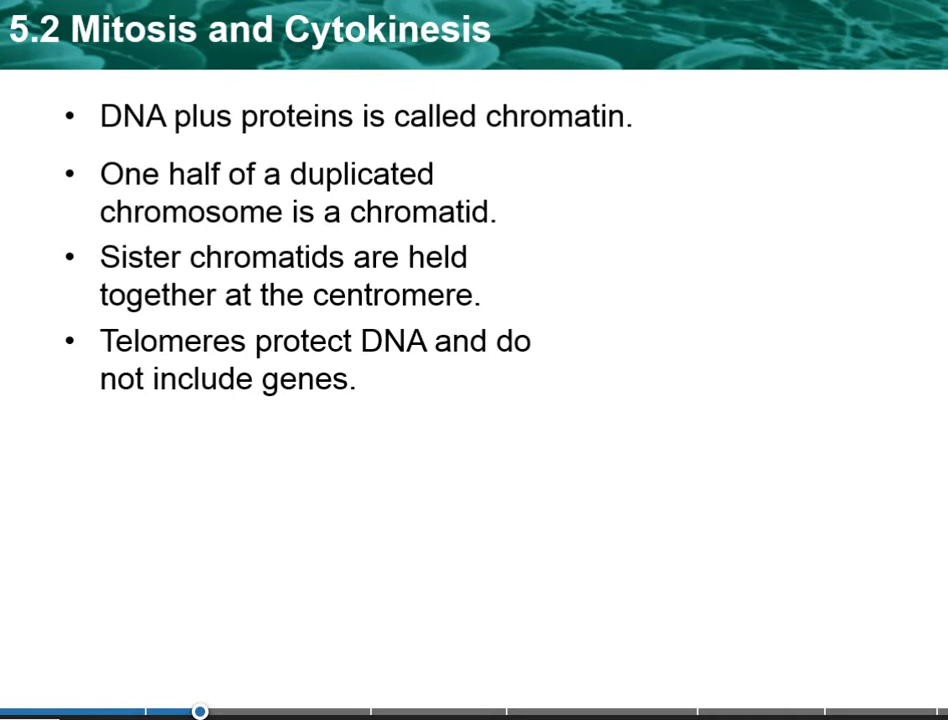 5.2 Mitosis and Cytokinesis
• DNA plus proteins is called chromatin.
• One half of a duplicated
chromosome is a chromatid.
• Sister chromatids are held
together at the centromere.
• Telomeres protect DNA and do
not include genes.